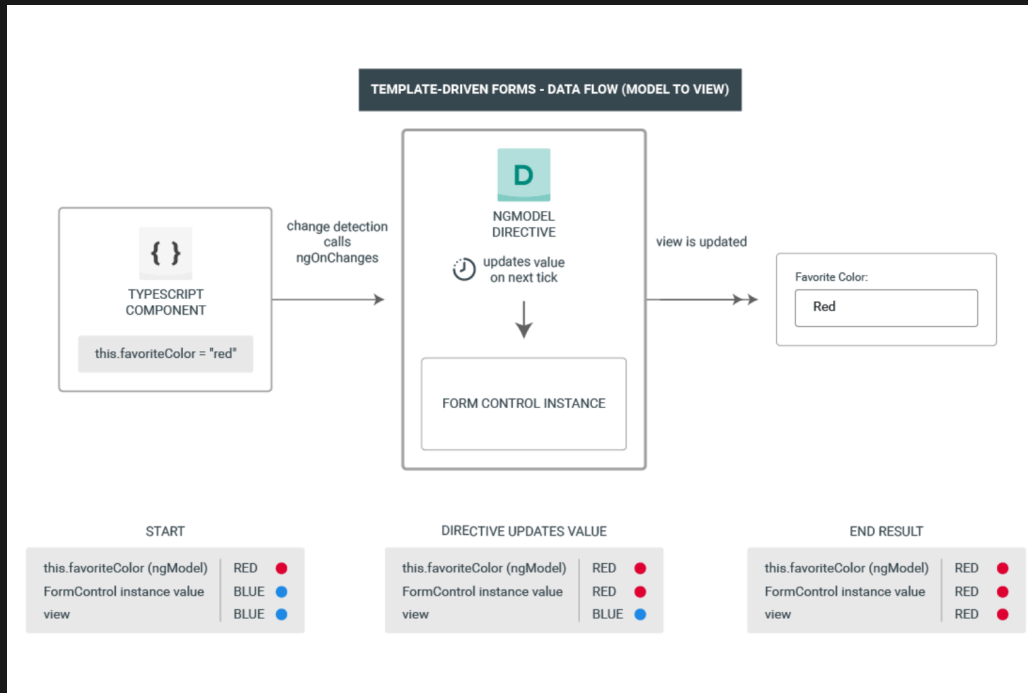 TEMPLATE-DRIVEN FORMS - DATA FLOW (MODEL TO VIEW)
{ }
TYPESCRIPT
COMPONENT
this.favoriteColor = "red"
change detection
calls
ngOnChanges
D
NGMODEL
DIRECTIVE
updates value
on next tick
FORM CONTROL INSTANCE
view is updated
Favorite Color:
Red
START
this.favoriteColor (ngModel) RED
FormControl instance value BLUE
view BLUE
DIRECTIVE UPDATES VALUE
this.favoriteColor (ngModel) RED
FormControl instance value RED
view BLUE
END RESULT
this.favoriteColor (ngModel) RED
FormControl instance value RED
view RED